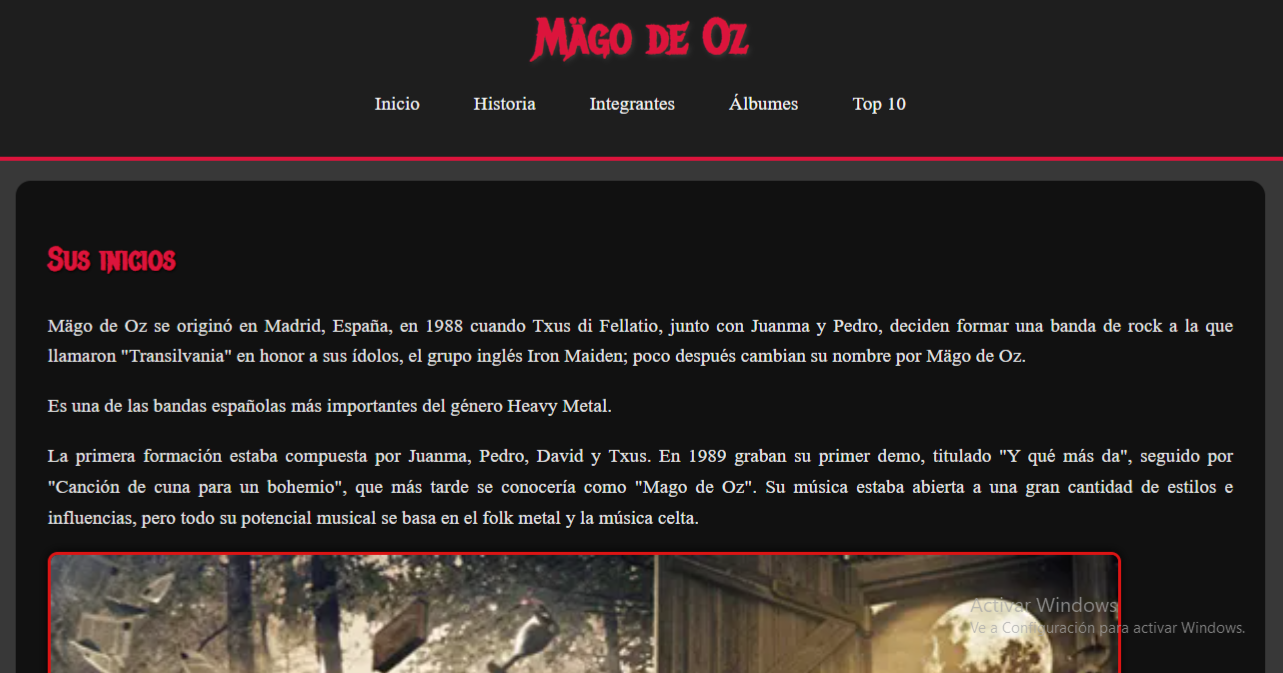 Mägo de Oz
Inicio Historia Integrantes Álbumes Top 10
Sus inicios
Mägo de Oz se originó en Madrid, España, en 1988 cuando Txus di Fellatio, junto con Juanma y Pedro, deciden formar una banda de rock a la que
llamaron "Transilvania" en honor a sus ídolos, el grupo inglés Iron Maiden; poco después cambian su nombre por Mägo de Oz.
Es una de las bandas españolas más importantes del género Heavy Metal.
La primera formación estaba compuesta por Juanma, Pedro, David y Txus. En 1989 graban su primer demo, titulado "Y qué más da", seguido por
"Canción de cuna para un bohemio", que más tarde se conocería como "Mago de Oz". Su música estaba abierta a una gran cantidad de estilos e
influencias, pero todo su potencial musical se basa en el folk metal y la música celta.
Activar Windows
Ve a Configuración para activar Windows.